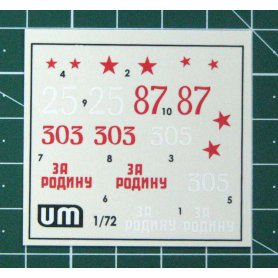 4 2
25 9 25 87 10 87
303 303 305
7 8 3
ЗА ЗА
РОДИНУ РОДИНУ 305
6 1 5
um 1/72 ЗА ЗА
РОДИНУ РОДИНУ